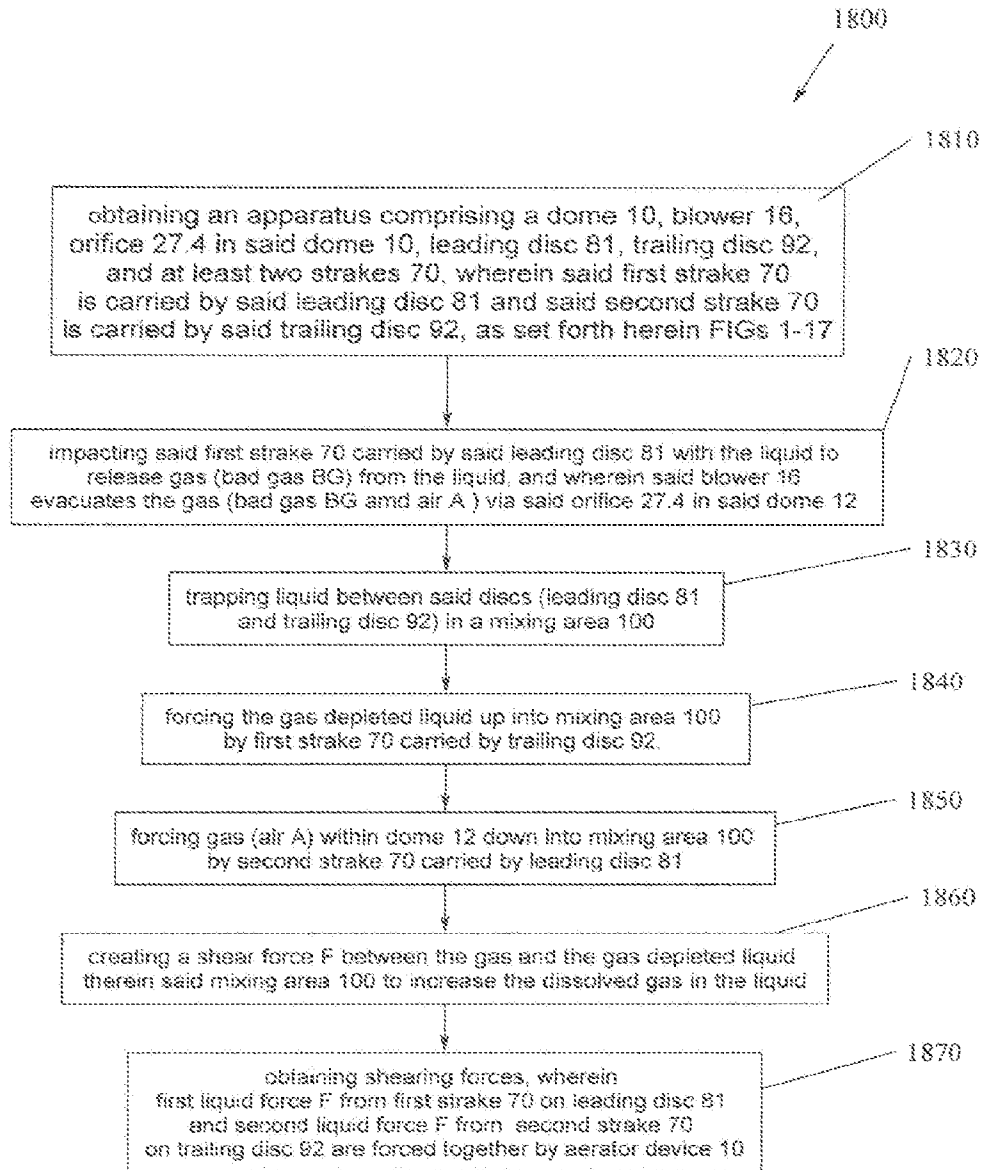 1800
1810
obtaining an apparatus comprising a dome 10, blower 16,
orifice 27.4 in said dome 10, leading disc 81, trailing disc 92,
and at least two strakes 70, wherein said first strake 70
is carried by said leading disc 81 and said second strake 70
is carried by said trailing disc 92, as set forth herein FIGs 1-17
1820
impacting said first strake 70 carried by said leading disc 81 with the liquid to
release gas (bad gas BG) from the liquid, and wherein said blower 16
evacuates the gas (bad gas BG amd air A ) via said orifice 27.4 in said dome 12
1830
trapping liquid between said discs (leading disc 81
and trailing disc 92) in a mixing area 100
1840
forcing the gas depleted liquid up into mixing area 100
by first strake 70 carried by trailing disc 92.
1850
forcing gas (air A) within dome 12 down into mixing area 100
by second strake 70 carried by leading disc 81
1860
creating a shear force F between the gas and the gas depleted liquid
therein said mixing area 100 to increase the dissolved gas in the liquid
1870
obtaining shearing forces, wherein
first liquid force F from first strake 70 on leading disc 81
and second liquid force F from second strake 70
on trailing disc 92 are forced together by aerator device 10